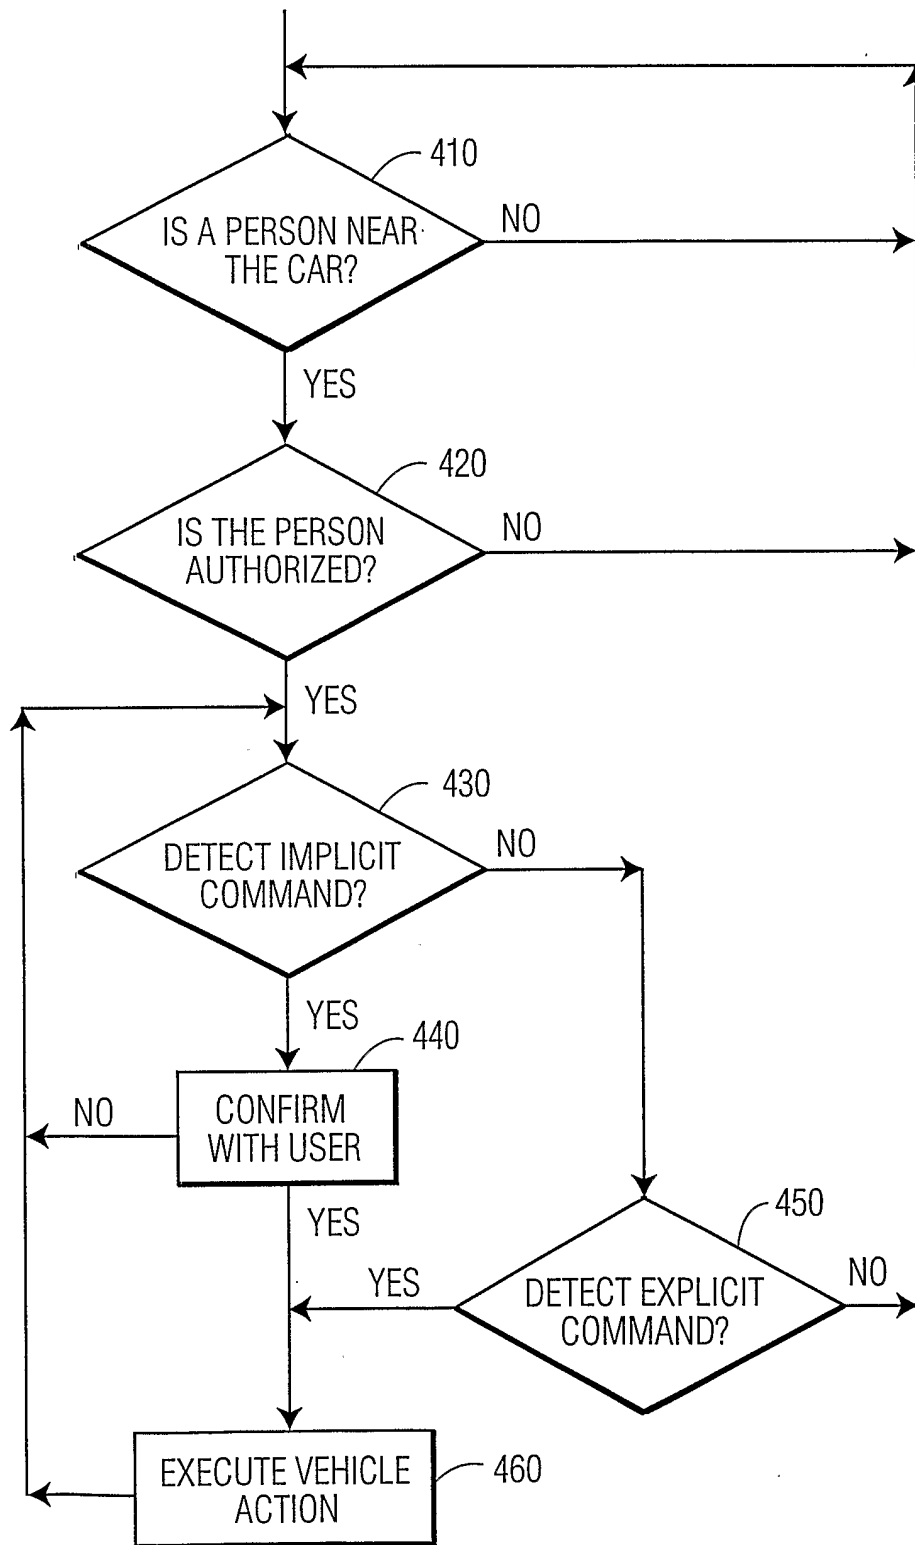 410
IS A PERSON NEAR
THE CAR?
NO
YES
420
IS THE PERSON
AUTHORIZED?
NO
YES
430
DETECT IMPLICIT
COMMAND?
NO
YES
440
CONFIRM
WITH USER
NO
YES
450
DETECT EXPLICIT
COMMAND?
YES
NO
EXECUTE VEHICLE
ACTION
460